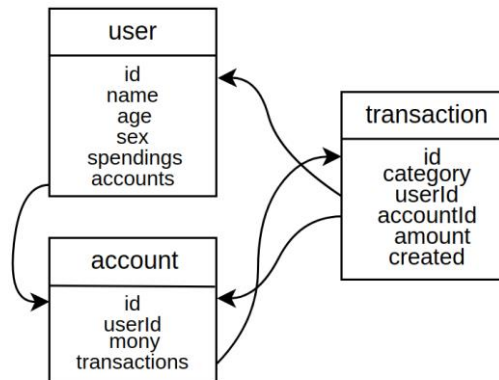 user
id
name
age
sex
spendings
accounts
transaction
id
category
userId
accountId
amount
created
account
id
userId
mony
transactions